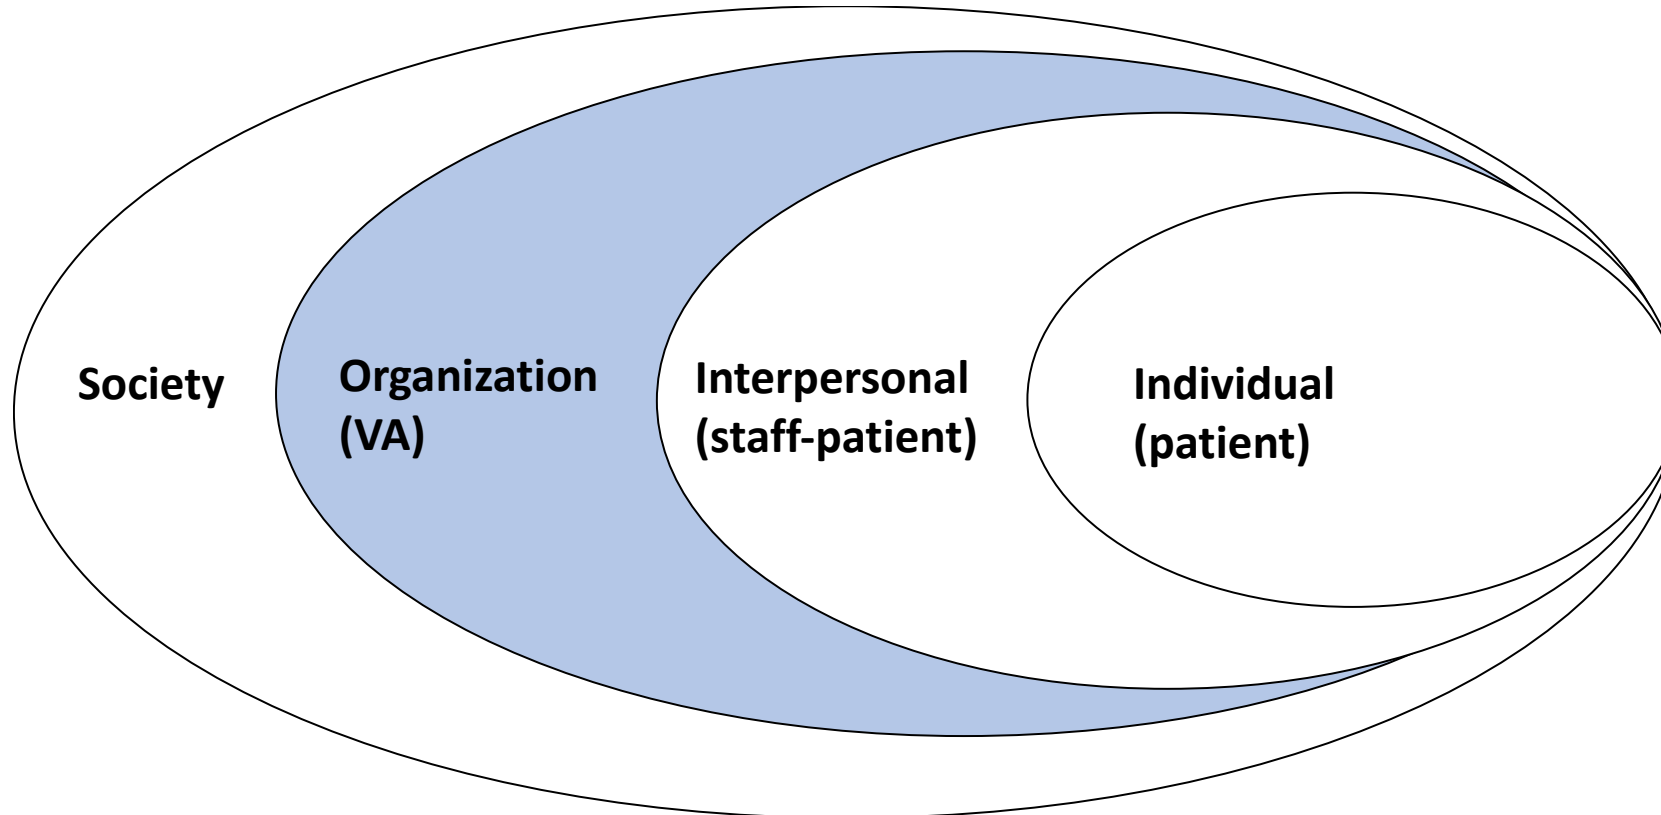 Society
Organization
(VA)
Interpersonal
(staff-patient)
Individual
(patient)